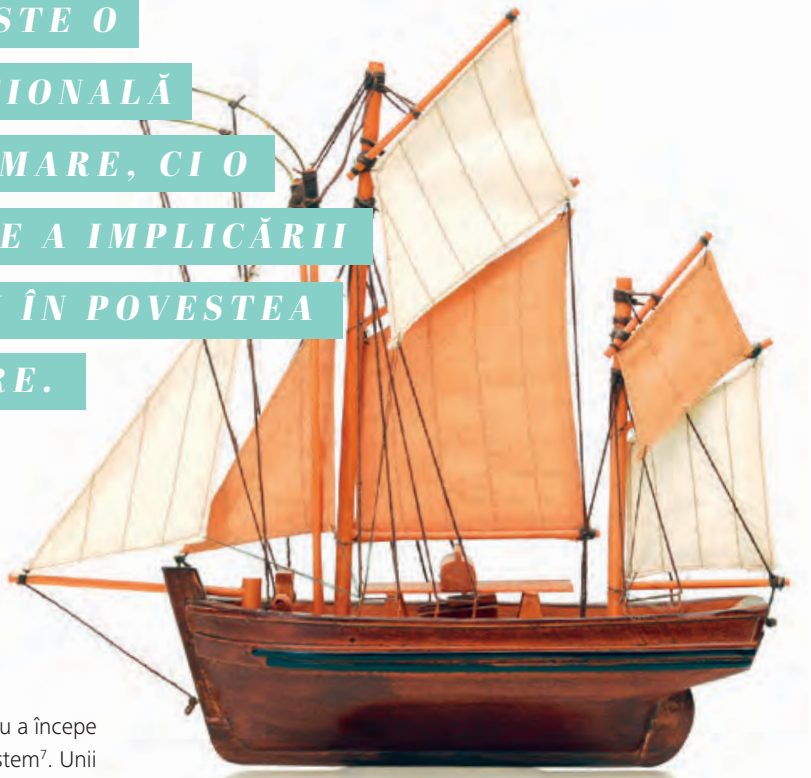 STE O
IONALĂ
MARE, CI O
E A IMPLICĂRII
ÎN POVESTEA
RE.
u a începe
stem⁷. Unii